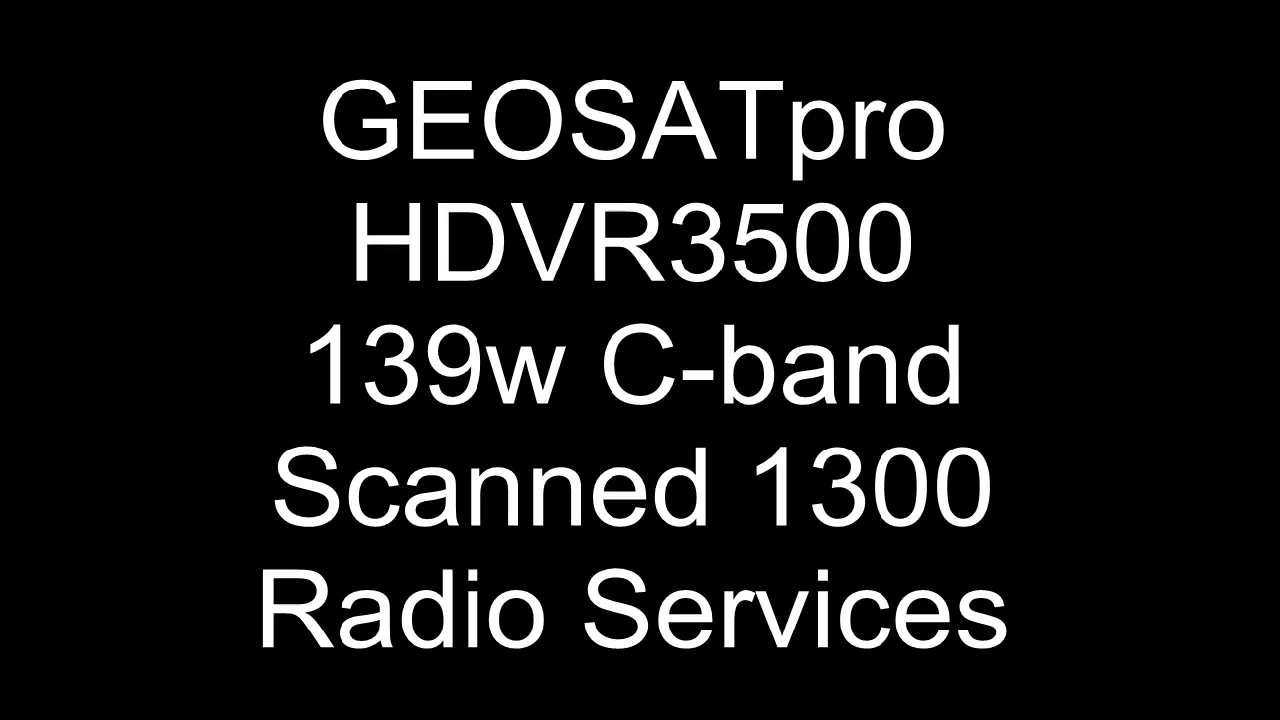 GEOSATpro
HDVR3500
139w C-band
Scanned 1300
Radio Services